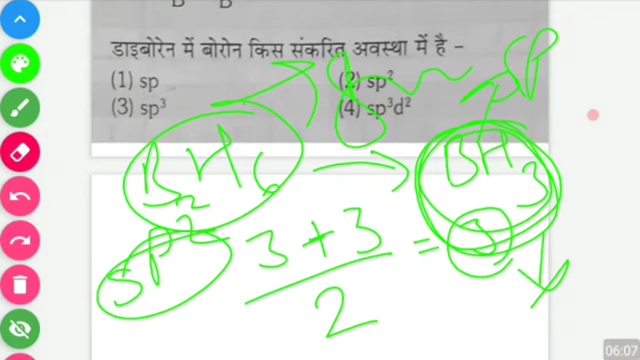 डाइबोरेन में बोरोन किस संकरित अवस्था में है -
(1) sp (2) sp²
(3) sp³ (4) sp³d²
B₂H₆ → BH₃
sp² 3+3/2 = 3
06:07